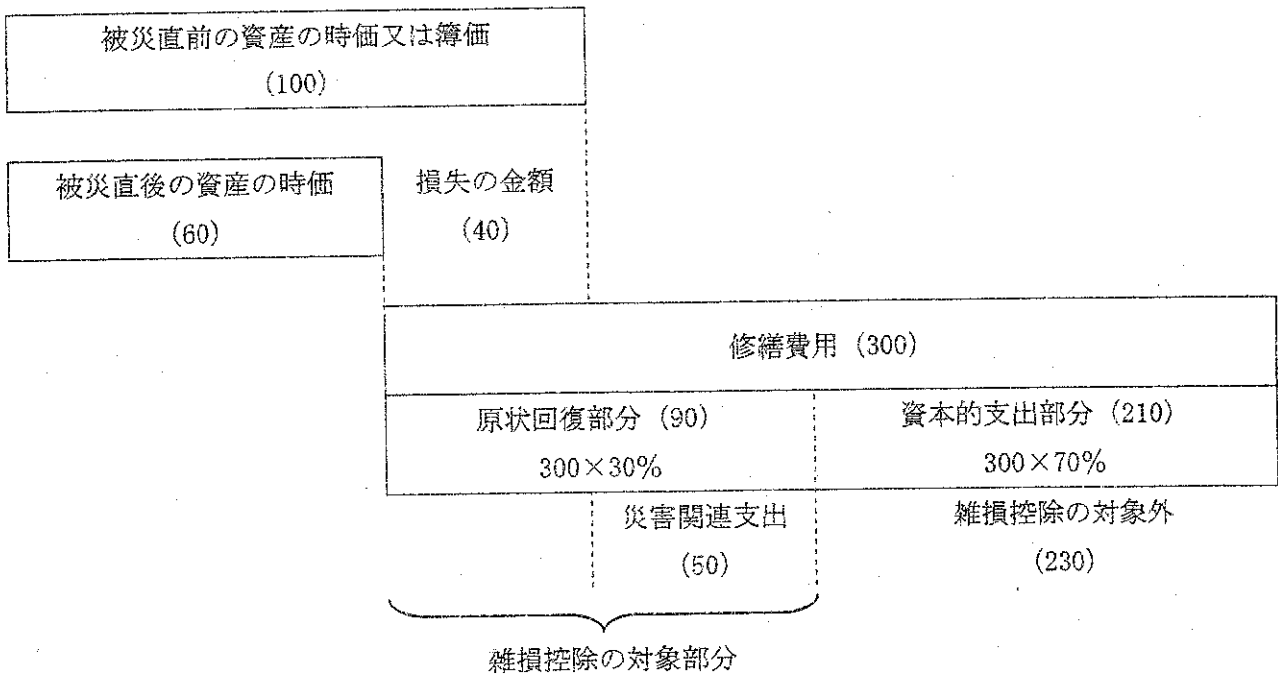 被災直前の資産の時価又は簿価
(100)
被災直後の資産の時価
(60)
損失の金額
(40)
修繕費用 (300)
原状回復部分 (90)
300×30%
資本的支出部分 (210)
300×70%
災害関連支出
(50)
雑損控除の対象外
(230)
雑損控除の対象部分